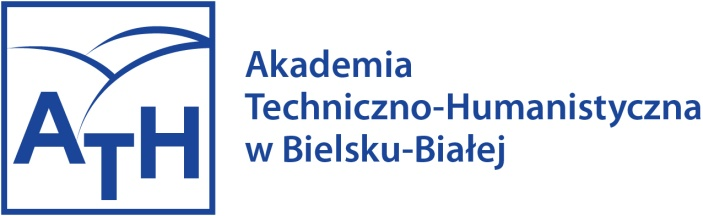 ATH
Akademia
Techniczno-Humanistyczna
w Bielsku-Białej